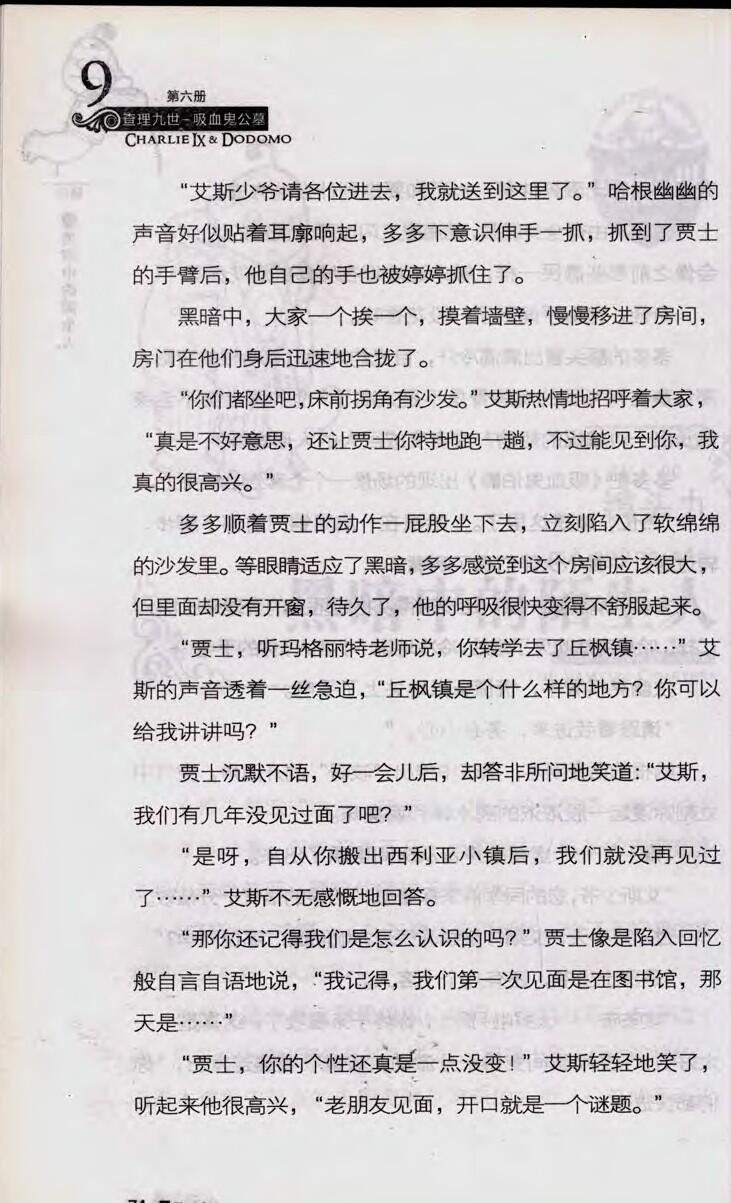 9
第六册
查理九世-吸血鬼公墓
CHARLIE IX & DODOMO
“艾斯少爷请各位进去，我就送到这里了。”哈根幽幽的
声音好似贴着耳廓响起，多多下意识伸手一抓，抓到了贾士
的手臂后，他自己的手也被婷婷抓住了。
黑暗中，大家一个挨一个，摸着墙壁，慢慢移进了房间，
房门在他们身后迅速地合拢了。
“你们都坐吧，床前拐角有沙发。”艾斯热情地招呼着大家，
“真是不好意思，还让贾士你特地跑一趟，不过能见到你，我
真的很高兴。”
多多顺着贾士的动作一屁股坐下去，立刻陷入了软绵绵
的沙发里。等眼睛适应了黑暗，多多感觉到这个房间应该很大，
但里面却没有开窗，待久了，他的呼吸很快变得不舒服起来。
“贾士，听玛格丽特老师说，你转学去了丘枫镇……”艾
斯的声音透着一丝急迫，“丘枫镇是个什么样的地方？你可以
给我讲讲吗？”
贾士沉默不语，好一会儿后，却答非所问地笑道：“艾斯，
我们有几年没见过面了吧？”
“是呀，自从你搬出西利亚小镇后，我们就没再见过
了……”艾斯不无感慨地回答。
“那你还记得我们是怎么认识的吗？”贾士像是陷入回忆
般自言自语地说，“我记得，我们第一次见面是在图书馆，那
天是……”
“贾士，你的个性还真是一点没变！”艾斯轻轻地笑了，
听起来他很高兴，“老朋友见面，开口就是一个谜题。”